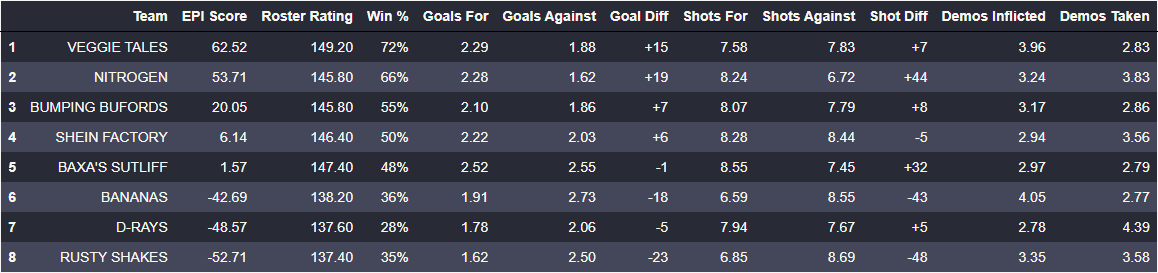 Team EPI Score Roster Rating Win % Goals For Goals Against Goal Diff Shots For Shots Against Shot Diff Demos Inflicted Demos Taken
1 VEGGIE TALES 62.52 149.20 72% 2.29 1.88 +15 7.58 7.83 +7 3.96 2.83
2 NITROGEN 53.71 145.80 66% 2.28 1.62 +19 8.24 6.72 +44 3.24 3.83
3 BUMPING BUFORDS 20.05 145.80 55% 2.10 1.86 +7 8.07 7.79 +8 3.17 2.86
4 SHEIN FACTORY 6.14 146.40 50% 2.22 2.03 +6 8.28 8.44 -5 2.94 3.56
5 BAXA'S SUTLIFF 1.57 147.40 48% 2.52 2.55 -1 8.55 7.45 +32 2.97 2.79
6 BANANAS -42.69 138.20 36% 1.91 2.73 -18 6.59 8.55 -43 4.05 2.77
7 D-RAYS -48.57 137.60 28% 1.78 2.06 -5 7.94 7.67 +5 2.78 4.39
8 RUSTY SHAKES -52.71 137.40 35% 1.62 2.50 -23 6.85 8.69 -48 3.35 3.58